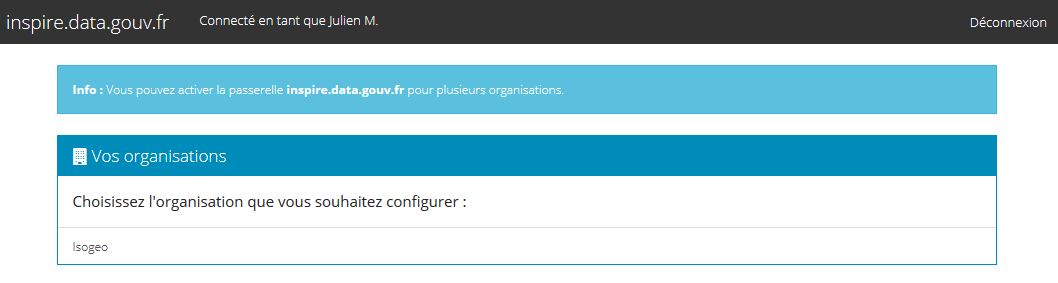 inspire.data.gouv.fr Connecté en tant que Julien M. Déconnexion
Info : Vous pouvez activer la passerelle inspire.data.gouv.fr pour plusieurs organisations.
Vos organisations
Choisissez l'organisation que vous souhaitez configurer :
Isogeo